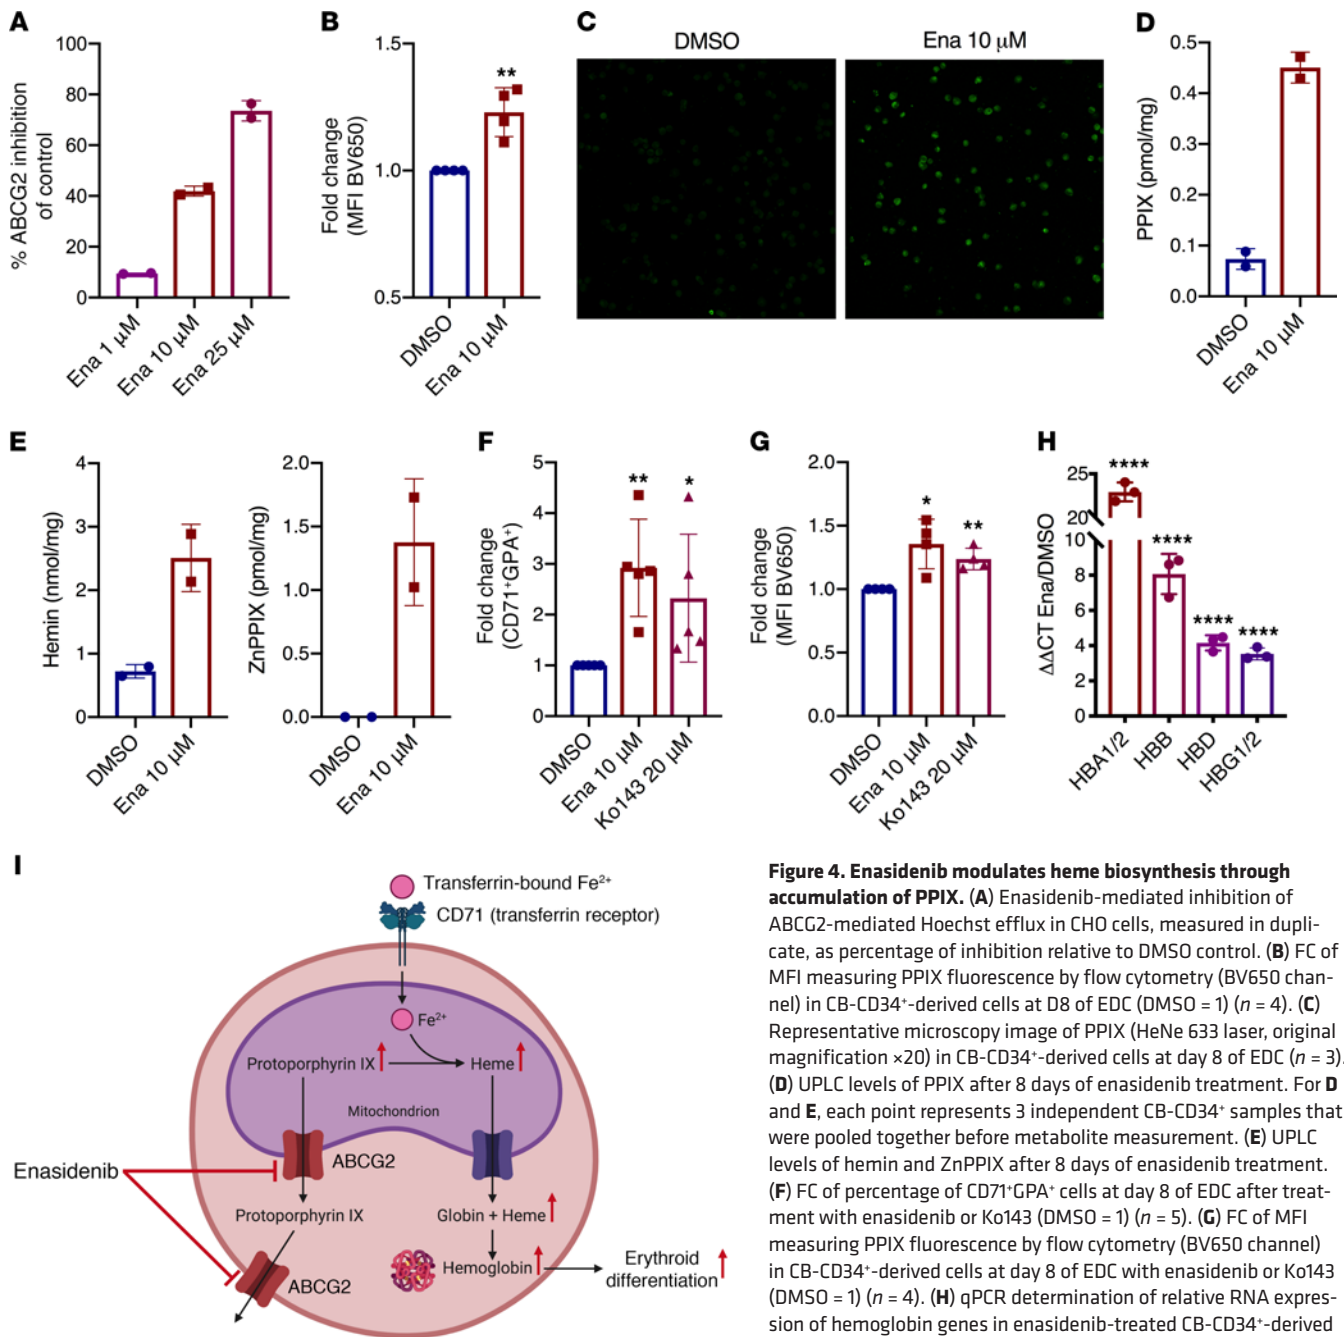 A
% ABCG2 inhibition
of control
100
80
60
40
20
0
Ena 1 μM
Ena 10 μM
Ena 25 μM
B
Fold change
(MFI BV650)
1.5
1.0
0.5
**
DMSO
Ena 10 μM
C
DMSO
Ena 10 μM
D
PPIX (pmol/mg)
0.5
0.4
0.3
0.2
0.1
0.0
DMSO
Ena 10 μM
E
Hemin (nmol/mg)
4
3
2
1
0
DMSO
Ena 10 μM
ZnPPIX (pmol/mg)
2.0
1.5
1.0
0.5
0.0
DMSO
Ena 10 μM
F
Fold change
(CD71⁺GPA⁺)
5
4
3
2
1
0
**
*
DMSO
Ena 10 μM
Ko143 20 μM
G
Fold change
(MFI BV650)
2.0
1.5
1.0
0.5
0.0
*
**
DMSO
Ena 10 μM
Ko143 20 μM
H
ΔΔCT Ena/DMSO
25
20
10
8
6
4
2
0
****
****
****
****
HBA1/2
HBB
HBD
HBG1/2
I
Transferrin-bound Fe²⁺
CD71 (transferrin receptor)
Fe²⁺
Protoporphyrin IX
Heme
Mitochondrion
ABCG2
Enasidenib
Protoporphyrin IX
Globin + Heme
Hemoglobin
Erythroid
differentiation
ABCG2
Figure 4. Enasidenib modulates heme biosynthesis through
accumulation of PPIX. (A) Enasidenib-mediated inhibition of
ABCG2-mediated Hoechst efflux in CHO cells, measured in dupli-
cate, as percentage of inhibition relative to DMSO control. (B) FC of
MFI measuring PPIX fluorescence by flow cytometry (BV650 chan-
nel) in CB-CD34⁺-derived cells at D8 of EDC (DMSO = 1) (n = 4). (C)
Representative microscopy image of PPIX (HeNe 633 laser, original
magnification ×20) in CB-CD34⁺-derived cells at day 8 of EDC (n = 3).
(D) UPLC levels of PPIX after 8 days of enasidenib treatment. For D
and E, each point represents 3 independent CB-CD34⁺ samples that
were pooled together before metabolite measurement. (E) UPLC
levels of hemin and ZnPPIX after 8 days of enasidenib treatment.
(F) FC of percentage of CD71⁺GPA⁺ cells at day 8 of EDC after treat-
ment with enasidenib or Ko143 (DMSO = 1) (n = 5). (G) FC of MFI
measuring PPIX fluorescence by flow cytometry (BV650 channel)
in CB-CD34⁺-derived cells at day 8 of EDC with enasidenib or Ko143
(DMSO = 1) (n = 4). (H) qPCR determination of relative RNA expres-
sion of hemoglobin genes in enasidenib-treated CB-CD34⁺-derived